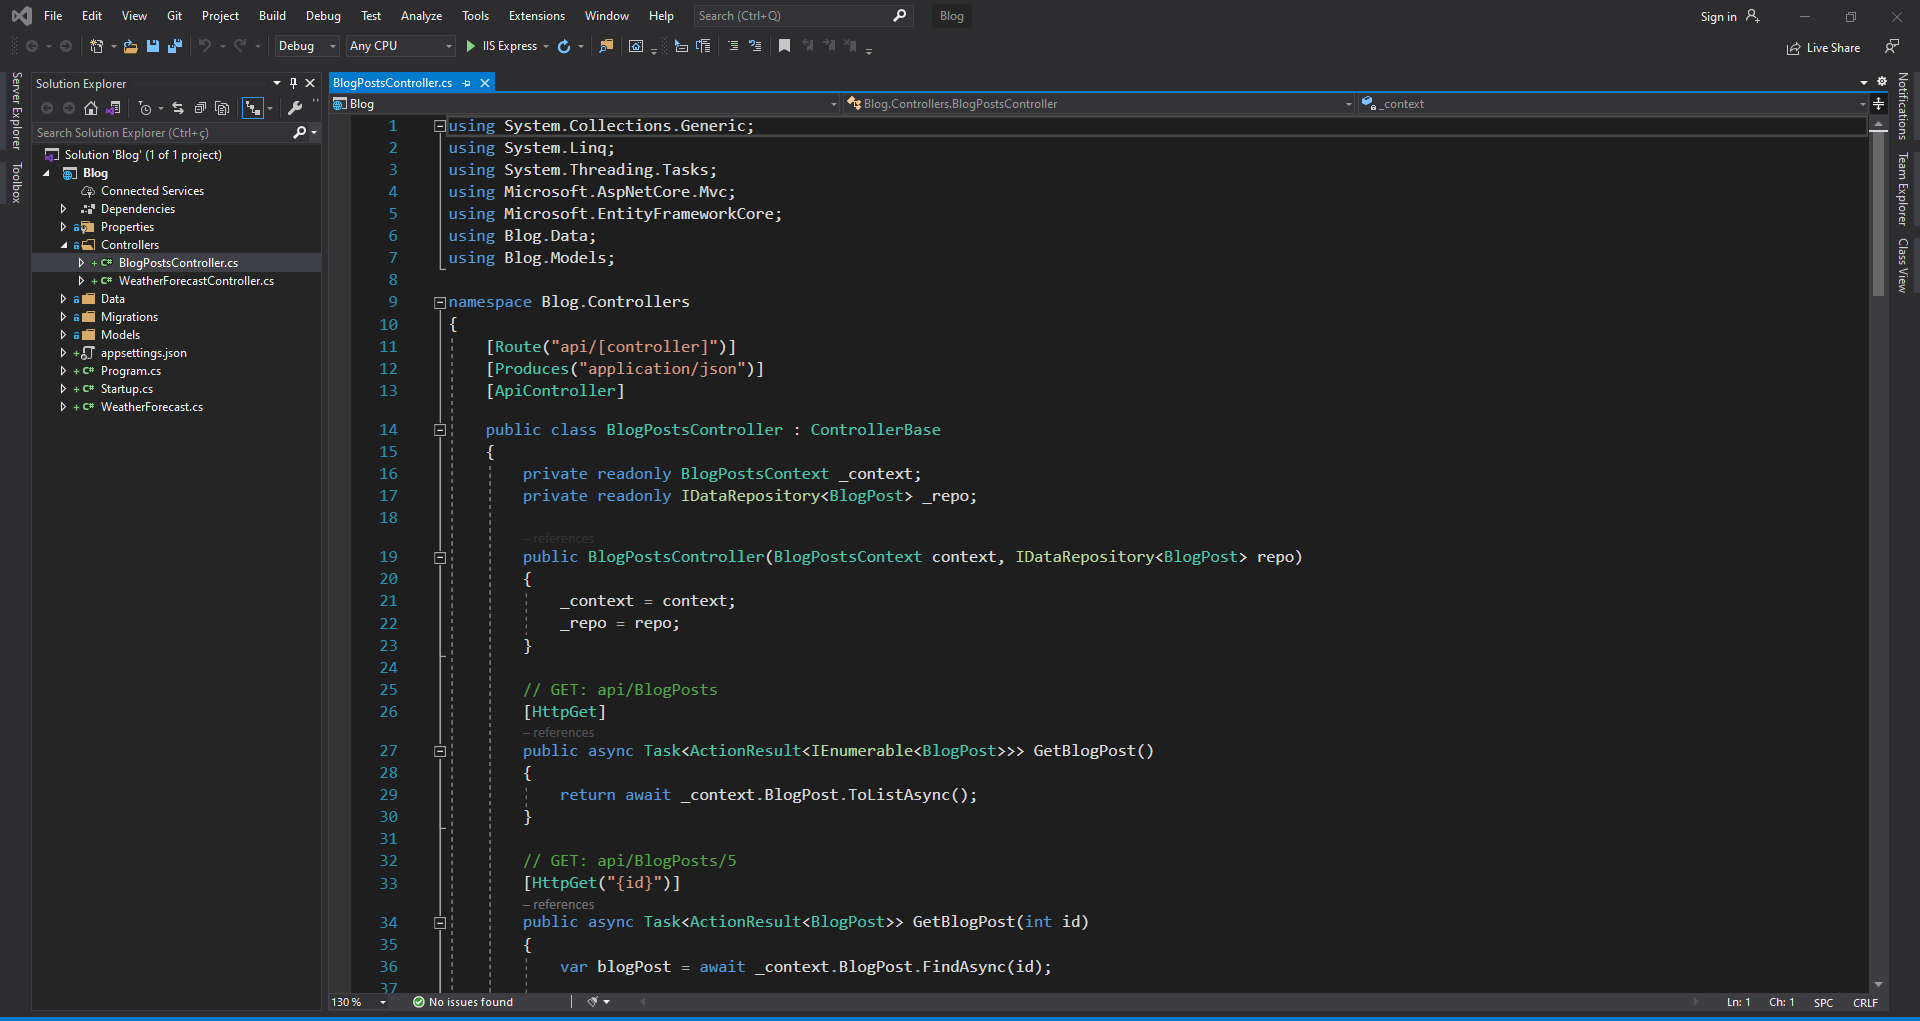 File Edit View Git Project Build Debug Test Analyze Tools Extensions Window Help Search (Ctrl+Q) Blog Sign in
Debug Any CPU IIS Express Live Share
Server Explorer
Toolbox
Solution Explorer
Search Solution Explorer (Ctrl+ç)
Solution 'Blog' (1 of 1 project)
Blog
Connected Services
Dependencies
Properties
Controllers
C# BlogPostsController.cs
C# WeatherForecastController.cs
Data
Migrations
Models
appsettings.json
C# Program.cs
C# Startup.cs
C# WeatherForecast.cs
BlogPostsController.cs
Blog Blog.Controllers.BlogPostsController _context
1 using System.Collections.Generic;
2 using System.Linq;
3 using System.Threading.Tasks;
4 using Microsoft.AspNetCore.Mvc;
5 using Microsoft.EntityFrameworkCore;
6 using Blog.Data;
7 using Blog.Models;
8
9 namespace Blog.Controllers
10 {
11 [Route("api/[controller]")]
12 [Produces("application/json")]
13 [ApiController]
14 public class BlogPostsController : ControllerBase
15 {
16 private readonly BlogPostsContext _context;
17 private readonly IDataRepository<BlogPost> _repo;
18
– references
19 public BlogPostsController(BlogPostsContext context, IDataRepository<BlogPost> repo)
20 {
21 _context = context;
22 _repo = repo;
23 }
24
25 // GET: api/BlogPosts
26 [HttpGet]
– references
27 public async Task<ActionResult<IEnumerable<BlogPost>>> GetBlogPost()
28 {
29 return await _context.BlogPost.ToListAsync();
30 }
31
32 // GET: api/BlogPosts/5
33 [HttpGet("{id}")]
– references
34 public async Task<ActionResult<BlogPost>> GetBlogPost(int id)
35 {
36 var blogPost = await _context.BlogPost.FindAsync(id);
37
130 % No issues found Ln: 1 Ch: 1 SPC CRLF
Notifications
Team Explorer
Class View